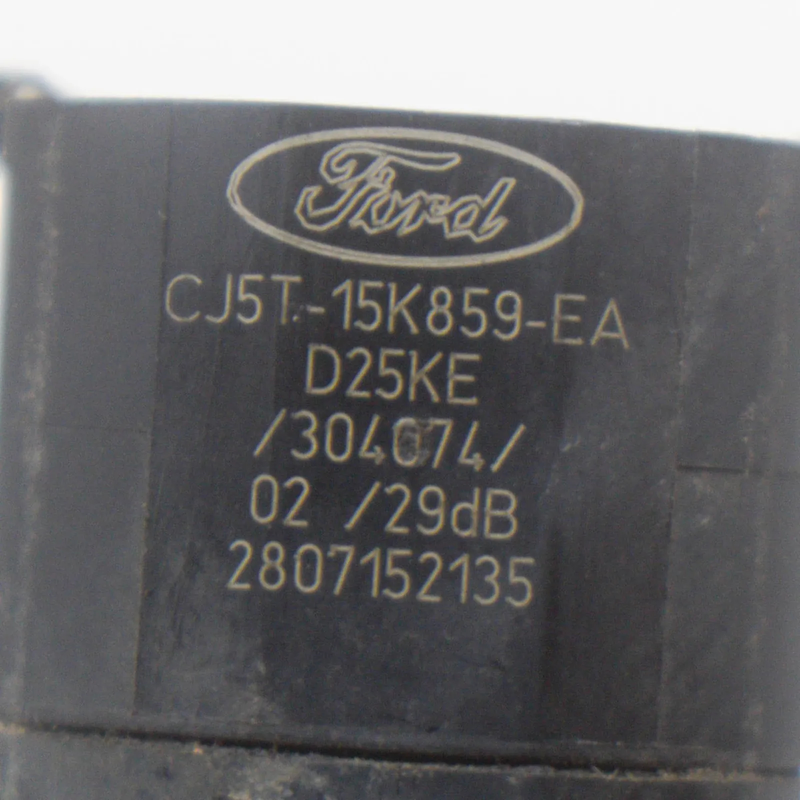 Ford
CJ5T-15K859-EA
D25KE
/304074/
02 /29dB
2807152135